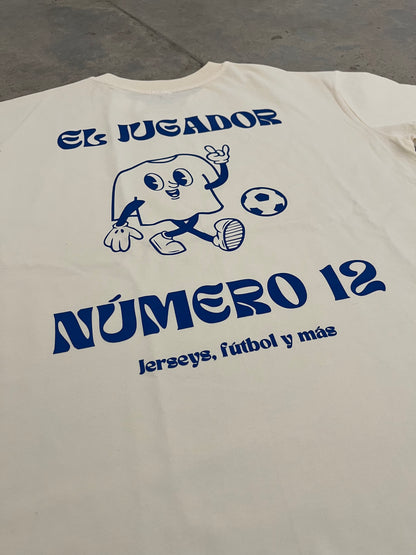 EL JUGADOR
NÚMERO 12
Jerseys, fútbol y más